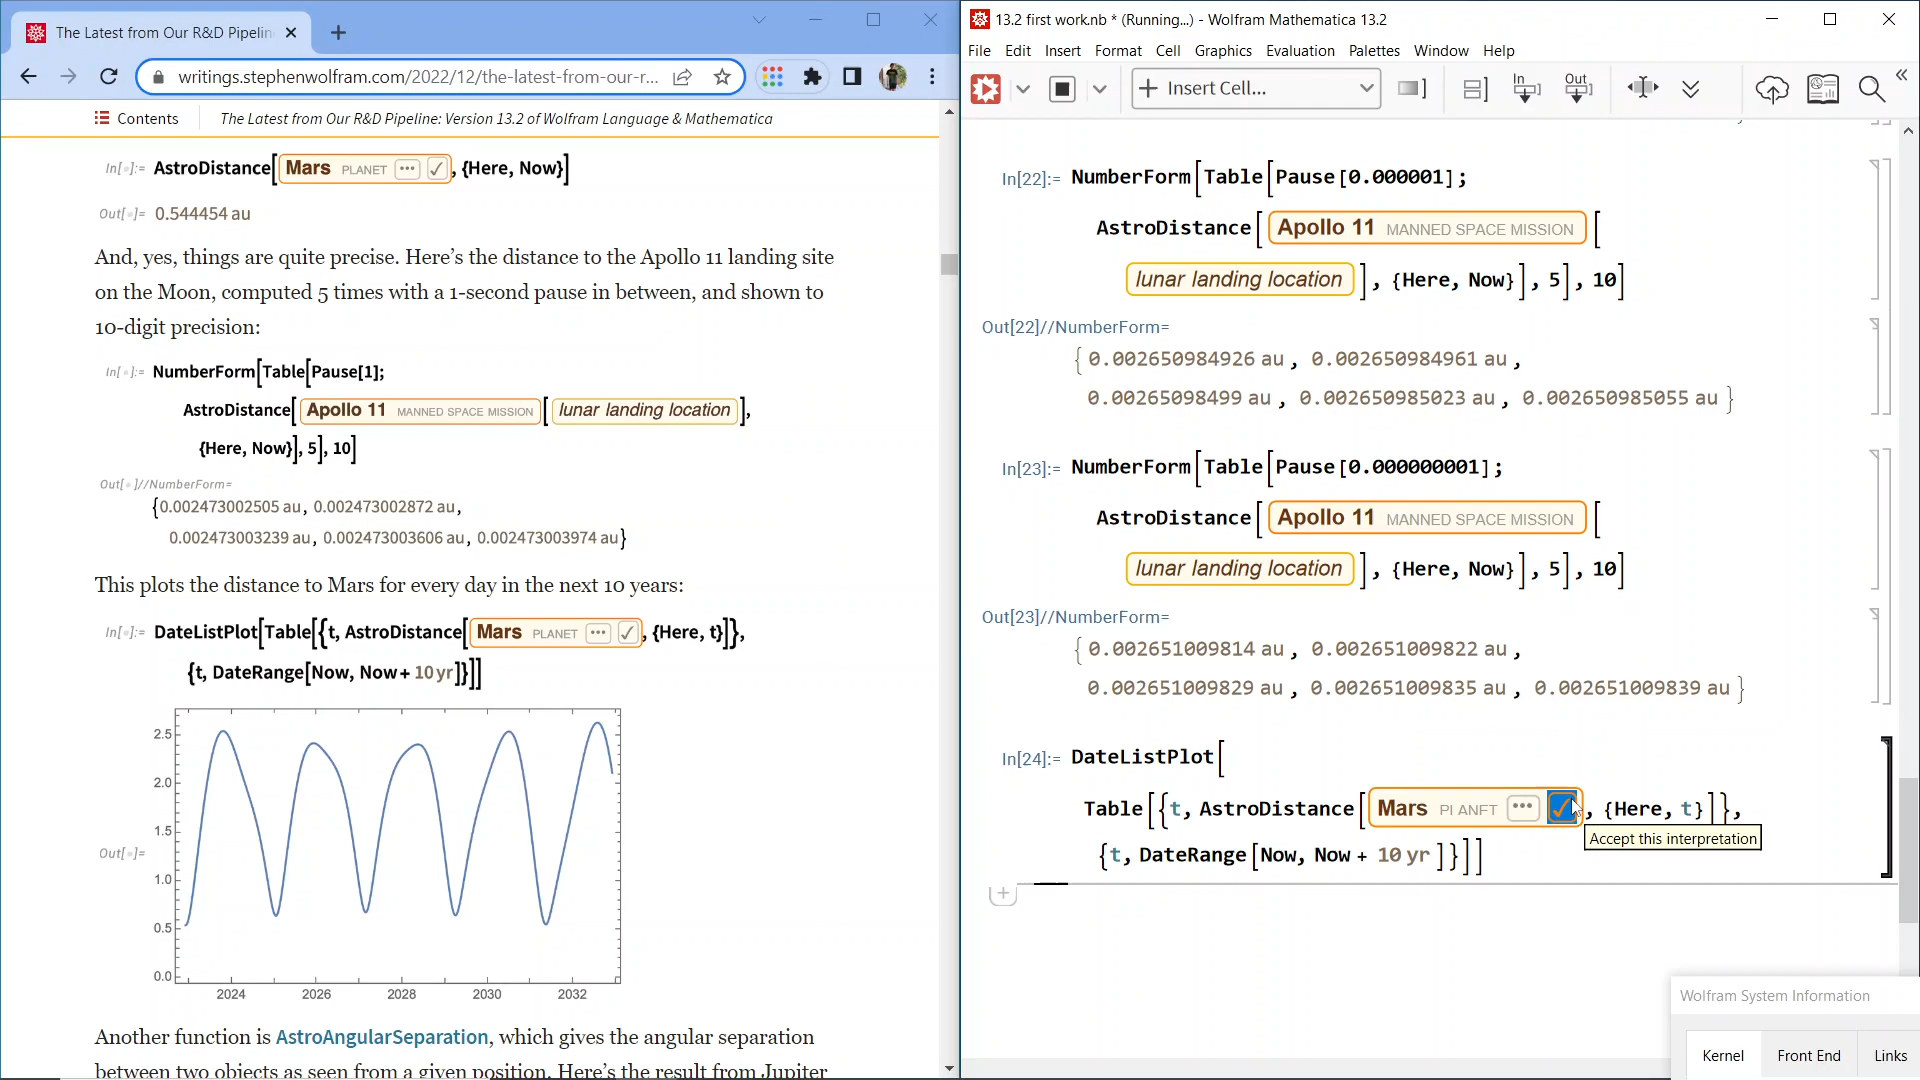 The Latest from Our R&D Pipelin
writings.stephenwolfram.com/2022/12/the-latest-from-our-r...
Contents
The Latest from Our R&D Pipeline: Version 13.2 of Wolfram Language & Mathematica
In[•]:= AstroDistance[Mars PLANET ••• ✓, {Here, Now}]
Out[•]= 0.544454 au
And, yes, things are quite precise. Here’s the distance to the Apollo 11 landing site
on the Moon, computed 5 times with a 1-second pause in between, and shown to
10-digit precision:
In[•]:= NumberForm[Table[Pause[1];
AstroDistance[Apollo 11 MANNED SPACE MISSION [lunar landing location],
{Here, Now}], 5], 10]
Out[•]//NumberForm=
{0.002473002505 au, 0.002473002872 au,
0.002473003239 au, 0.002473003606 au, 0.002473003974 au}
This plots the distance to Mars for every day in the next 10 years:
In[•]:= DateListPlot[Table[{t, AstroDistance[Mars PLANET ••• ✓, {Here, t}]},
{t, DateRange[Now, Now + 10 yr]}]]
Out[•]=
2.5
2.0
1.5
1.0
0.5
0.0
2024 2026 2028 2030 2032
Another function is AstroAngularSeparation, which gives the angular separation
between two objects as seen from a given position. Here’s the result from Jupiter
13.2 first work.nb * (Running...) - Wolfram Mathematica 13.2
File Edit Insert Format Cell Graphics Evaluation Palettes Window Help
Insert Cell...
In
Out
In[22]:= NumberForm[Table[Pause[0.000001];
AstroDistance[Apollo 11 MANNED SPACE MISSION [
lunar landing location], {Here, Now}], 5], 10]
Out[22]//NumberForm=
{0.002650984926 au, 0.002650984961 au,
0.00265098499 au, 0.002650985023 au, 0.002650985055 au}
In[23]:= NumberForm[Table[Pause[0.000000001];
AstroDistance[Apollo 11 MANNED SPACE MISSION [
lunar landing location], {Here, Now}], 5], 10]
Out[23]//NumberForm=
{0.002651009814 au, 0.002651009822 au,
0.002651009829 au, 0.002651009835 au, 0.002651009839 au}
In[24]:= DateListPlot[
Table[{t, AstroDistance[Mars PLANET ••• ✓, {Here, t}]},
Accept this interpretation
{t, DateRange[Now, Now + 10 yr]}]]
Wolfram System Information
Kernel Front End Links